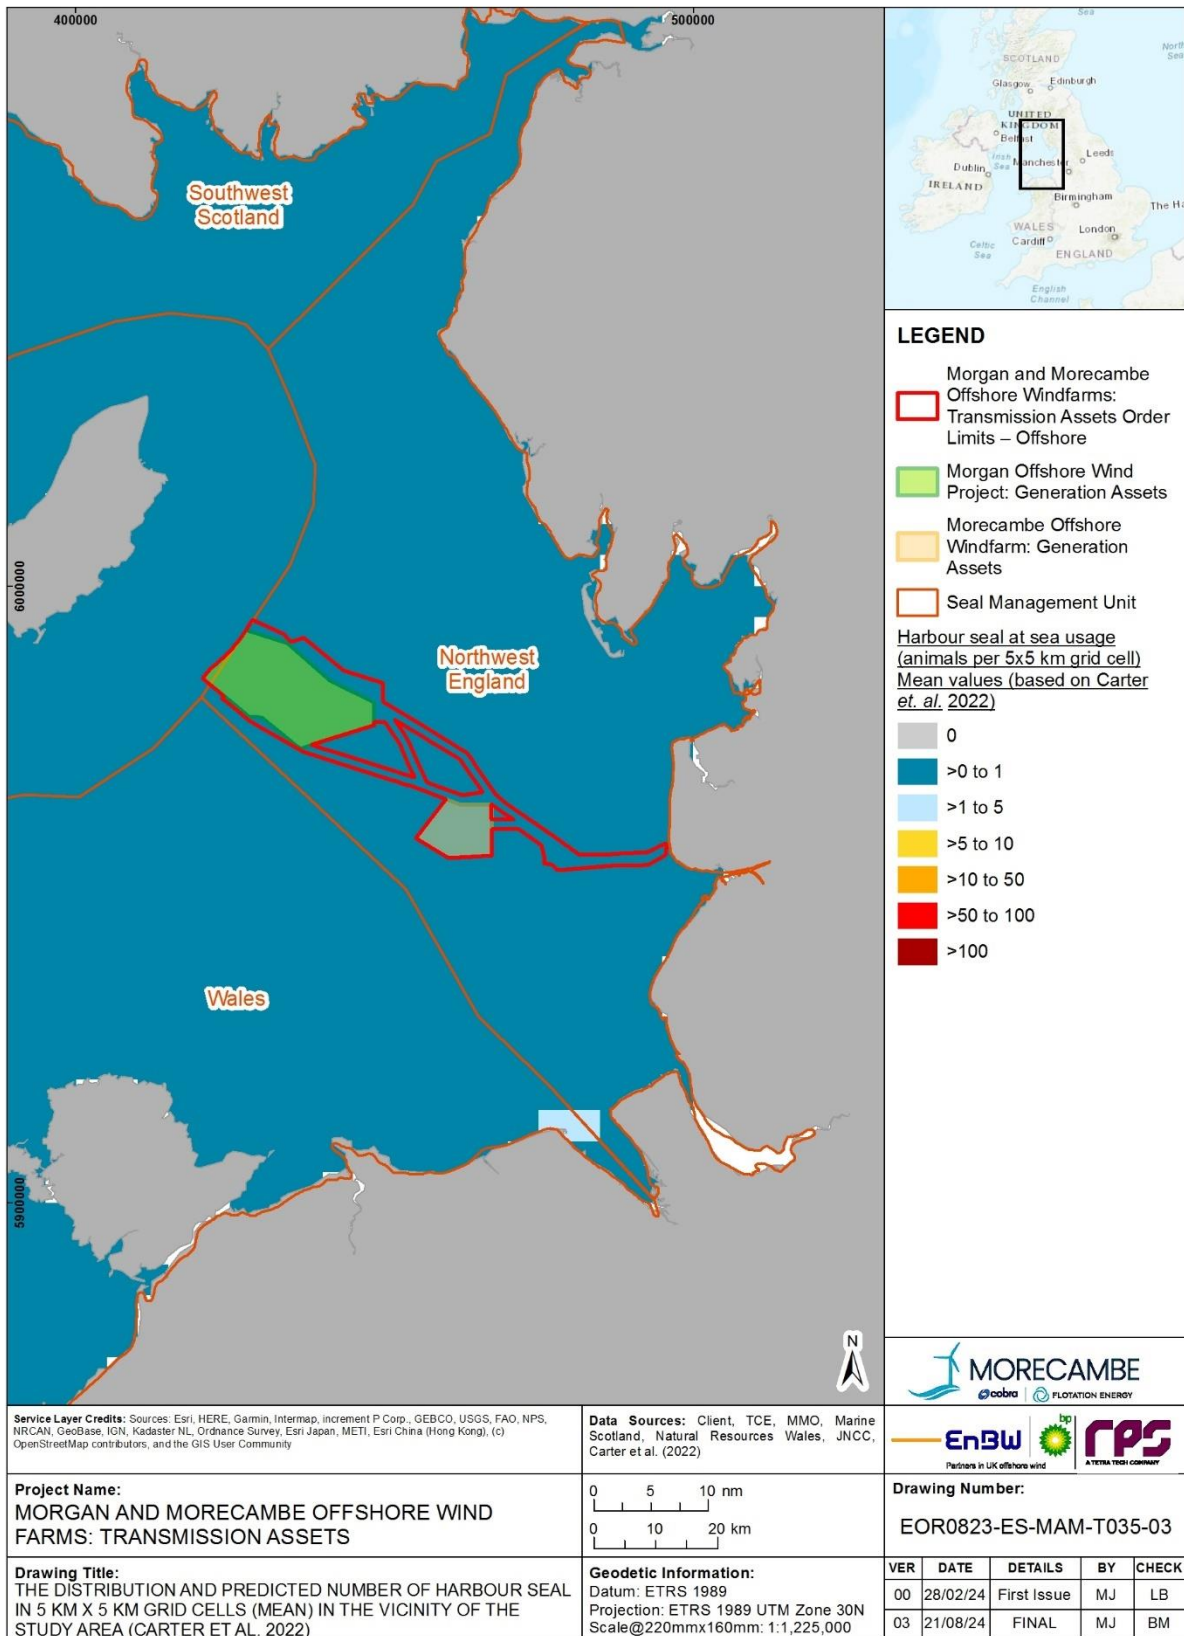 400000
500000
6000000
5900000
Southwest
Scotland
Northwest
England
Wales
N
Sea
North
Sea
SCOTLAND
Glasgow
Edinburgh
UNITED
KINGDOM
Belfast
Irish
Sea
Dublin
Manchester
Leeds
IRELAND
Birmingham
The Ha
WALES
London
Cardiff
Celtic
Sea
ENGLAND
English
Channel
LEGEND
Morgan and Morecambe
Offshore Windfarms:
Transmission Assets Order
Limits – Offshore
Morgan Offshore Wind
Project: Generation Assets
Morecambe Offshore
Windfarm: Generation
Assets
Seal Management Unit
Harbour seal at sea usage
(animals per 5x5 km grid cell)
Mean values (based on Carter
et. al. 2022)
0
>0 to 1
>1 to 5
>5 to 10
>10 to 50
>50 to 100
>100
MORECAMBE
cobra | FLOTATION ENERGY
EnBW bp
Partners in UK offshore wind
rps
A TETRA TECH COMPANY
Service Layer Credits: Sources: Esri, HERE, Garmin, Intermap, increment P Corp., GEBCO, USGS, FAO, NPS,
NRCAN, GeoBase, IGN, Kadaster NL, Ordnance Survey, Esri Japan, METI, Esri China (Hong Kong), (c)
OpenStreetMap contributors, and the GIS User Community
Data Sources: Client, TCE, MMO, Marine
Scotland, Natural Resources Wales, JNCC,
Carter et al. (2022)
Project Name:
MORGAN AND MORECAMBE OFFSHORE WIND
FARMS: TRANSMISSION ASSETS
0 5 10 nm
0 10 20 km
Drawing Number:
EOR0823-ES-MAM-T035-03
Drawing Title:
THE DISTRIBUTION AND PREDICTED NUMBER OF HARBOUR SEAL
IN 5 KM X 5 KM GRID CELLS (MEAN) IN THE VICINITY OF THE
STUDY AREA (CARTER ET AL. 2022)
Geodetic Information:
Datum: ETRS 1989
Projection: ETRS 1989 UTM Zone 30N
Scale@220mmx160mm: 1:1,225,000
VER DATE DETAILS BY CHECK
00 28/02/24 First Issue MJ LB
03 21/08/24 FINAL MJ BM